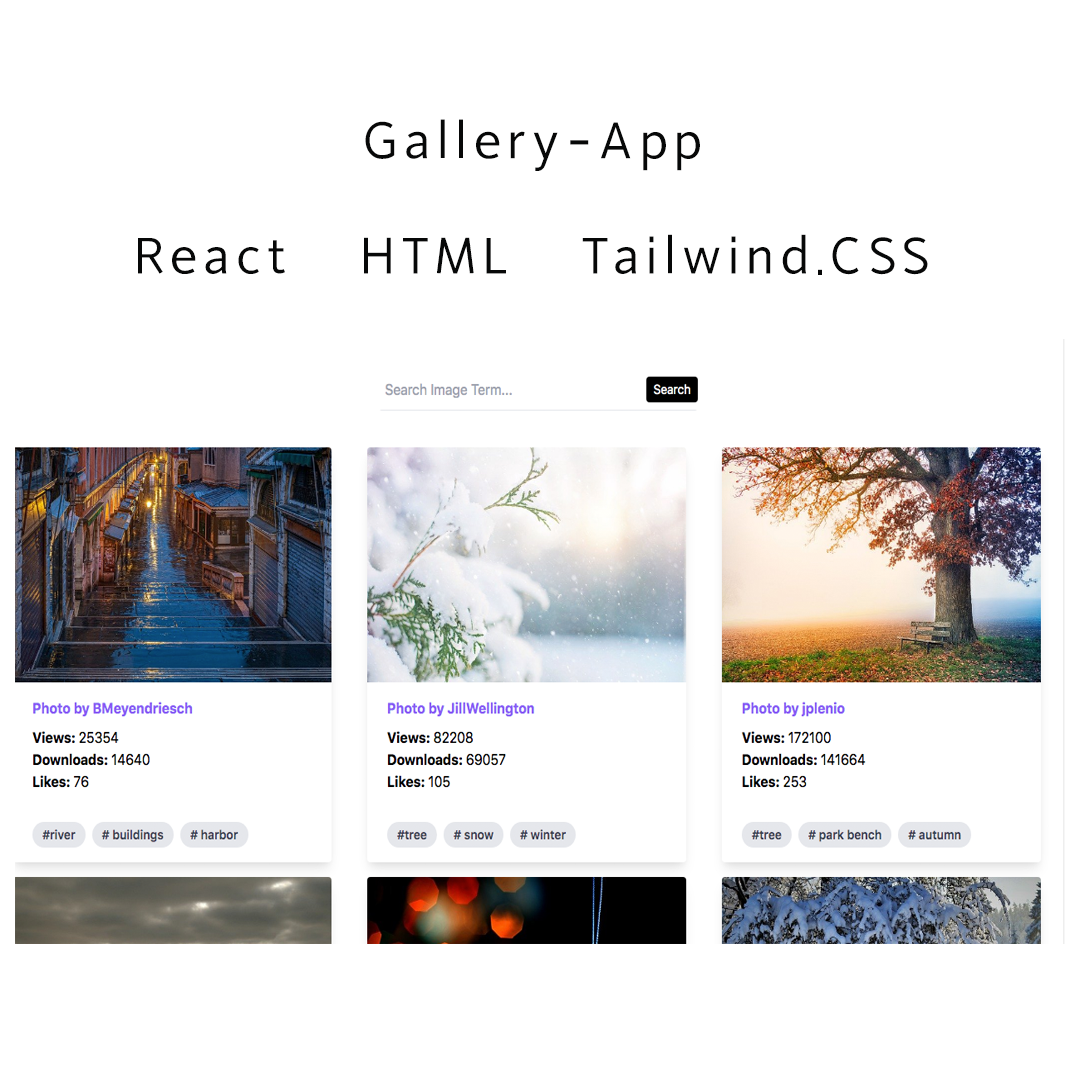 Gallery-App
React HTML Tailwind.CSS
Search Image Term... Search
Photo by BMeyendriesch
Views: 25354
Downloads: 14640
Likes: 76
#river # buildings # harbor
Photo by JillWellington
Views: 82208
Downloads: 69057
Likes: 105
#tree # snow # winter
Photo by jplenio
Views: 172100
Downloads: 141664
Likes: 253
#tree # park bench # autumn